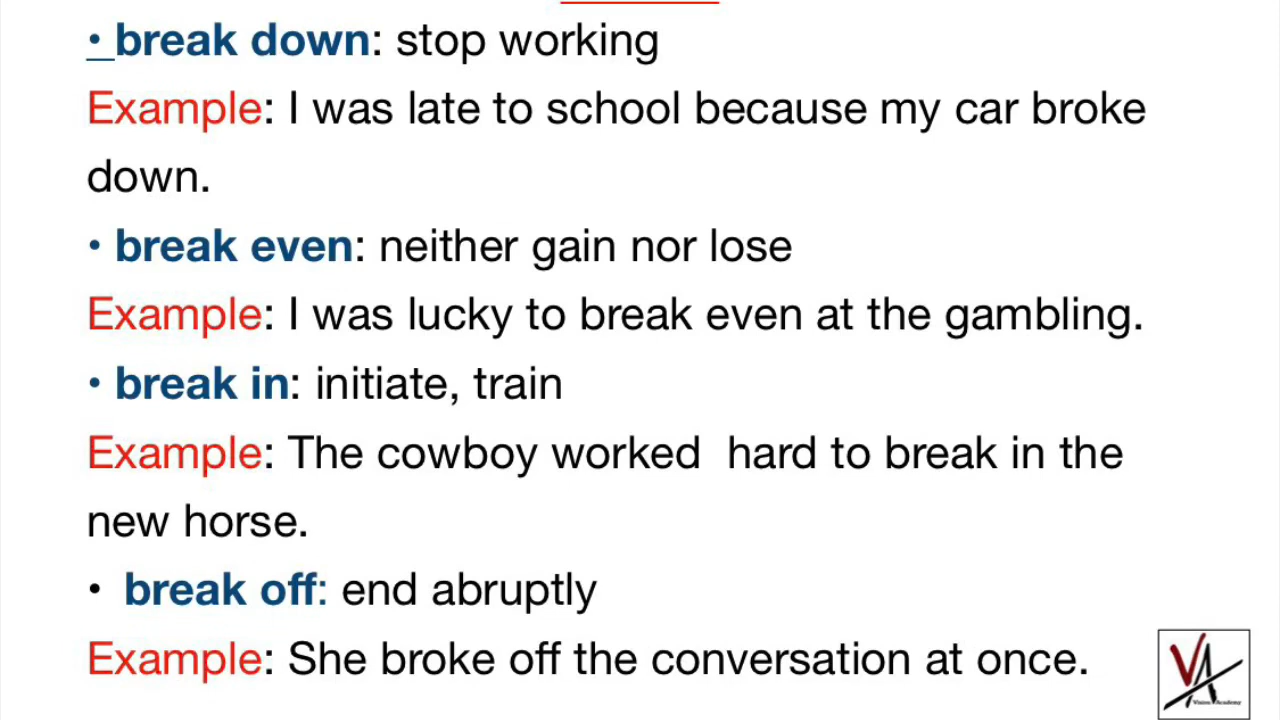 • break down: stop working
Example: I was late to school because my car broke
down.
• break even: neither gain nor lose
Example: I was lucky to break even at the gambling.
• break in: initiate, train
Example: The cowboy worked  hard to break in the
new horse.
• break off: end abruptly
Example: She broke off the conversation at once.
VA
Vision Academy